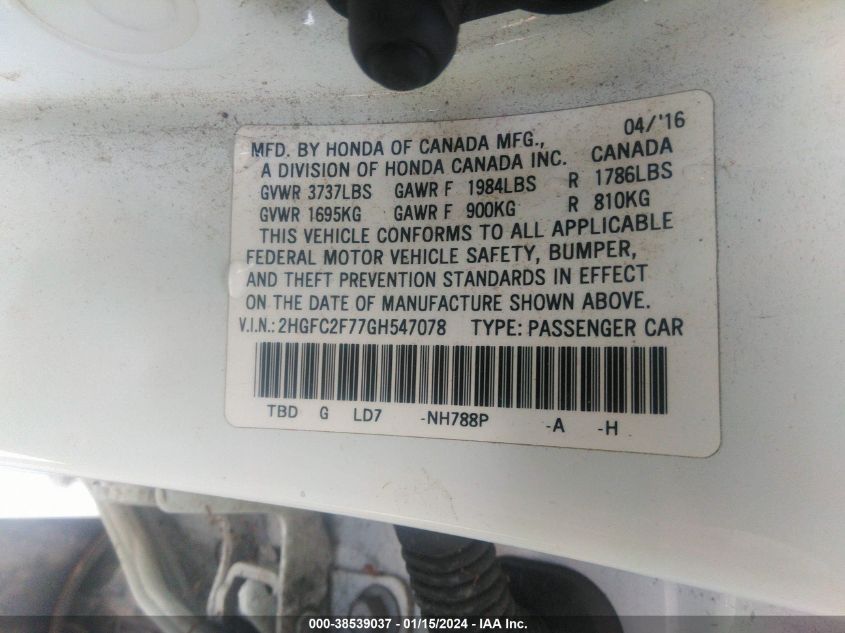 04/'16
MFD. BY HONDA OF CANADA MFG.,
A DIVISION OF HONDA CANADA INC. CANADA
GVWR 3737LBS GAWR F 1984LBS R 1786LBS
GVWR 1695KG GAWR F 900KG R 810KG
THIS VEHICLE CONFORMS TO ALL APPLICABLE
FEDERAL MOTOR VEHICLE SAFETY, BUMPER,
AND THEFT PREVENTION STANDARDS IN EFFECT
ON THE DATE OF MANUFACTURE SHOWN ABOVE.
V.I.N.: 2HGFC2F77GH547078 TYPE: PASSENGER CAR
TBD G LD7 -NH788P -A -H
000-38539037 - 01/15/2024 - IAA Inc.